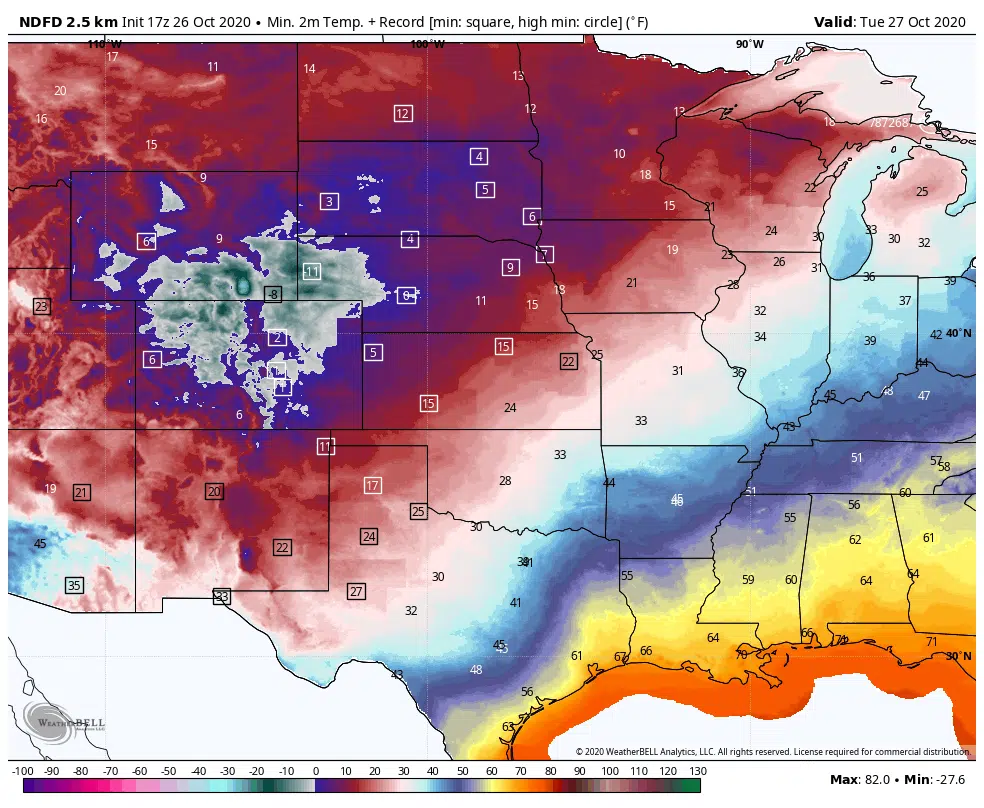 NDFD 2.5 km Init 17z 26 Oct 2020 • Min. 2m Temp. + Record [min: square, high min: circle] (°F) Valid: Tue 27 Oct 2020
110°W 100°W 90°W
17 11 14 13
20 12 12 13
16 18
15 4 10
9 5 18 22 25
3 15 21
6 24 33
6 9 4 30 30 32
7 19 23 26
-11 9 31 36 39
-8 0 18 21 28
23 11 15 32 37
2 34 42 40°N
6 5 15 22 25 39 44
31 36
1 15 24 45 48 47
6 33 43
11 33 51 57 58
19 21 20 17 28 44 51 60
25 30 55 56
45 22 24 62 61
35 30 55 59 60 64 64
33 27 32 41
45 64 66 71
43 48 61 67 66 70 30°N
56
63
WEATHERBELL
Analytics LLC
© 2020 WeatherBELL Analytics, LLC. All rights reserved. License required for commercial distribution.
-100 -90 -80 -70 -60 -50 -40 -30 -20 -10 0 10 20 30 40 50 60 70 80 90 100 110 120 130
Max: 82.0 • Min: -27.6